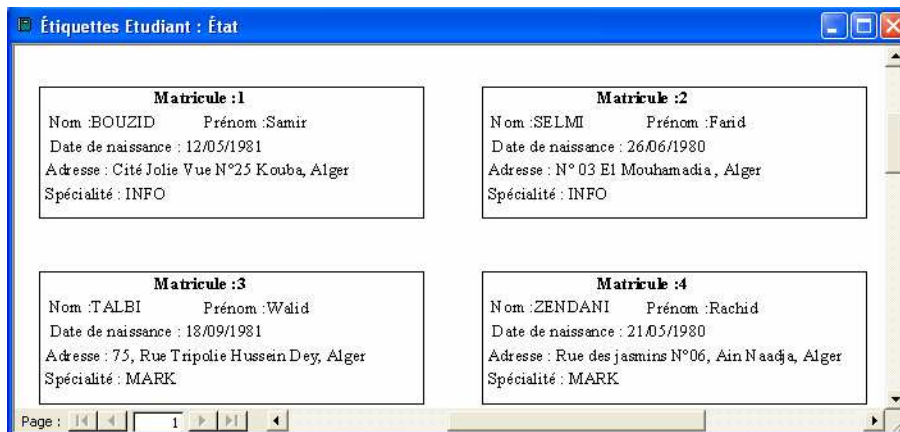 Étiquettes Etudiant : État
Matricule :1
Nom :BOUZID Prénom :Samir
Date de naissance : 12/05/1981
Adresse : Cité Jolie Vue N°25 Kouba, Alger
Spécialité : INFO
Matricule :2
Nom :SELMI Prénom :Farid
Date de naissance : 26/06/1980
Adresse : N° 03 El Mouhamadia , Alger
Spécialité : INFO
Matricule :3
Nom :TALBI Prénom :Walid
Date de naissance : 18/09/1981
Adresse : 75, Rue Tripolie Hussein Dey, Alger
Spécialité : MARK
Matricule :4
Nom :ZENDANI Prénom :Rachid
Date de naissance : 21/05/1980
Adresse : Rue des jasmins N°06, Ain Naadja, Alger
Spécialité : MARK
Page : 1